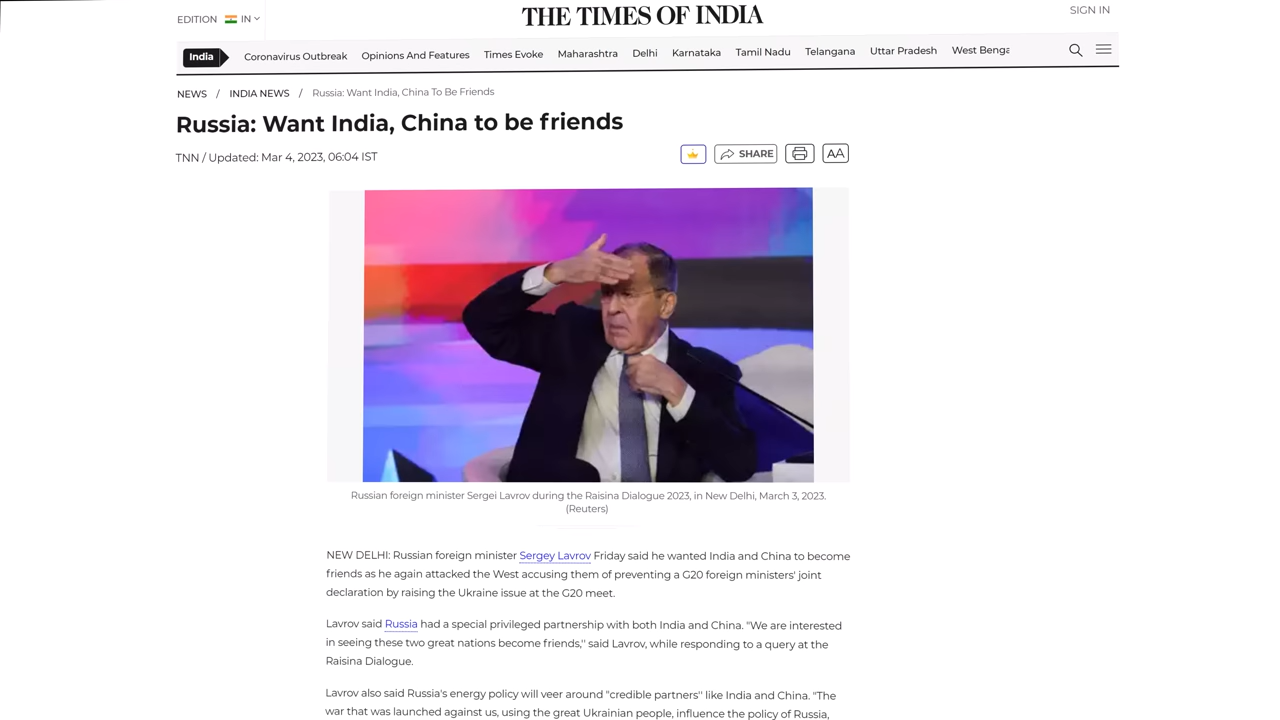 EDITION IN
THE TIMES OF INDIA
SIGN IN
India Coronavirus Outbreak Opinions And Features Times Evoke Maharashtra Delhi Karnataka Tamil Nadu Telangana Uttar Pradesh West Benga
NEWS / INDIA NEWS / Russia: Want India, China To Be Friends
Russia: Want India, China to be friends
TNN / Updated: Mar 4, 2023, 06:04 IST
SHARE AA
Russian foreign minister Sergei Lavrov during the Raisina Dialogue 2023, in New Delhi, March 3, 2023.
(Reuters)
NEW DELHI: Russian foreign minister Sergey Lavrov Friday said he wanted India and China to become
friends as he again attacked the West accusing them of preventing a G20 foreign ministers' joint
declaration by raising the Ukraine issue at the G20 meet.
Lavrov said Russia had a special privileged partnership with both India and China. "We are interested
in seeing these two great nations become friends,'' said Lavrov, while responding to a query at the
Raisina Dialogue.
Lavrov also said Russia's energy policy will veer around "credible partners'' like India and China. "The
war that was launched against us, using the great Ukrainian people, influence the policy of Russia,